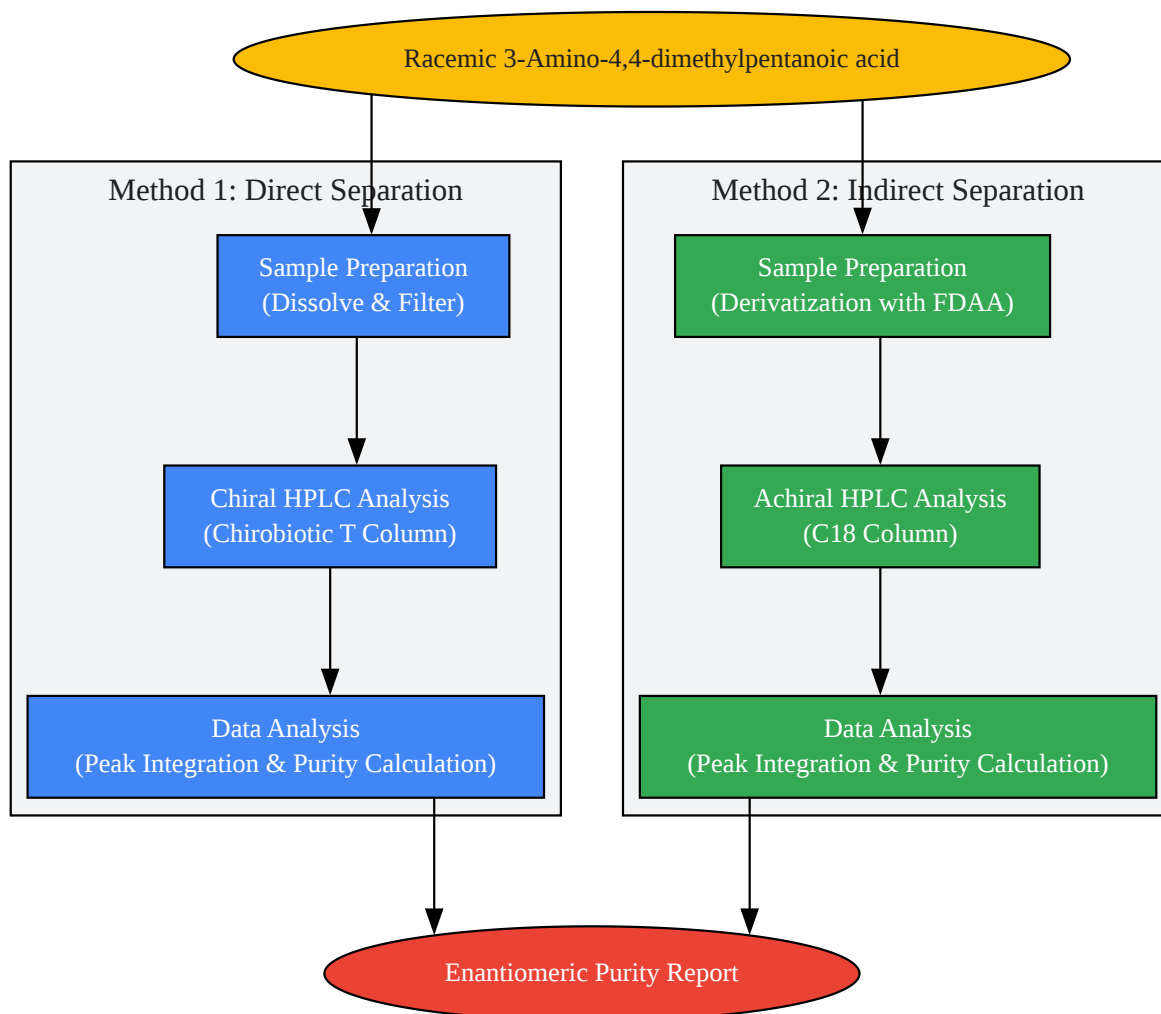 Racemic 3-Amino-4,4-dimethylpentanoic acid
Method 1: Direct Separation
Sample Preparation
(Dissolve & Filter)
Chiral HPLC Analysis
(Chirobiotic T Column)
Data Analysis
(Peak Integration & Purity Calculation)
Method 2: Indirect Separation
Sample Preparation
(Derivatization with FDAA)
Achiral HPLC Analysis
(C18 Column)
Data Analysis
(Peak Integration & Purity Calculation)
Enantiomeric Purity Report